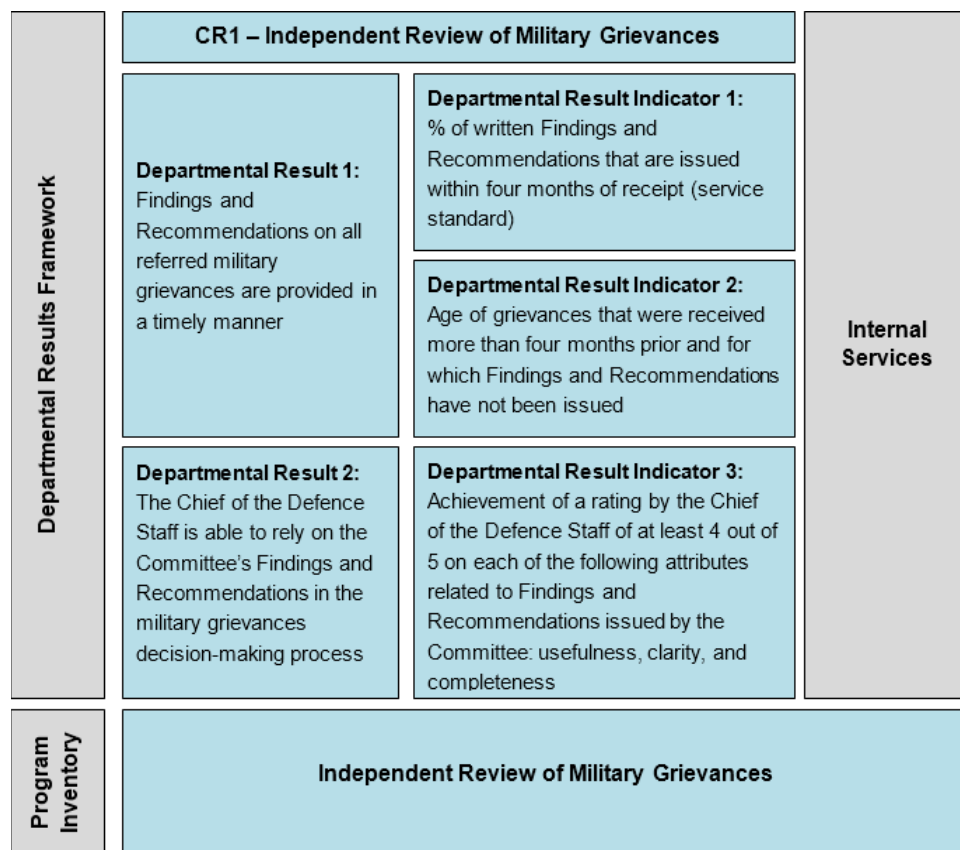 CR1 – Independent Review of Military Grievances
Departmental Results Framework
Departmental Result 1:
Findings and
Recommendations on all
referred military
grievances are provided in
a timely manner
Departmental Result Indicator 1:
% of written Findings and
Recommendations that are issued
within four months of receipt (service
standard)
Departmental Result Indicator 2:
Age of grievances that were received
more than four months prior and for
which Findings and Recommendations
have not been issued
Internal
Services
Departmental Result 2:
The Chief of the Defence
Staff is able to rely on the
Committee’s Findings and
Recommendations in the
military grievances
decision-making process
Departmental Result Indicator 3:
Achievement of a rating by the Chief
of the Defence Staff of at least 4 out of
5 on each of the following attributes
related to Findings and
Recommendations issued by the
Committee: usefulness, clarity, and
completeness
Program
Inventory
Independent Review of Military Grievances